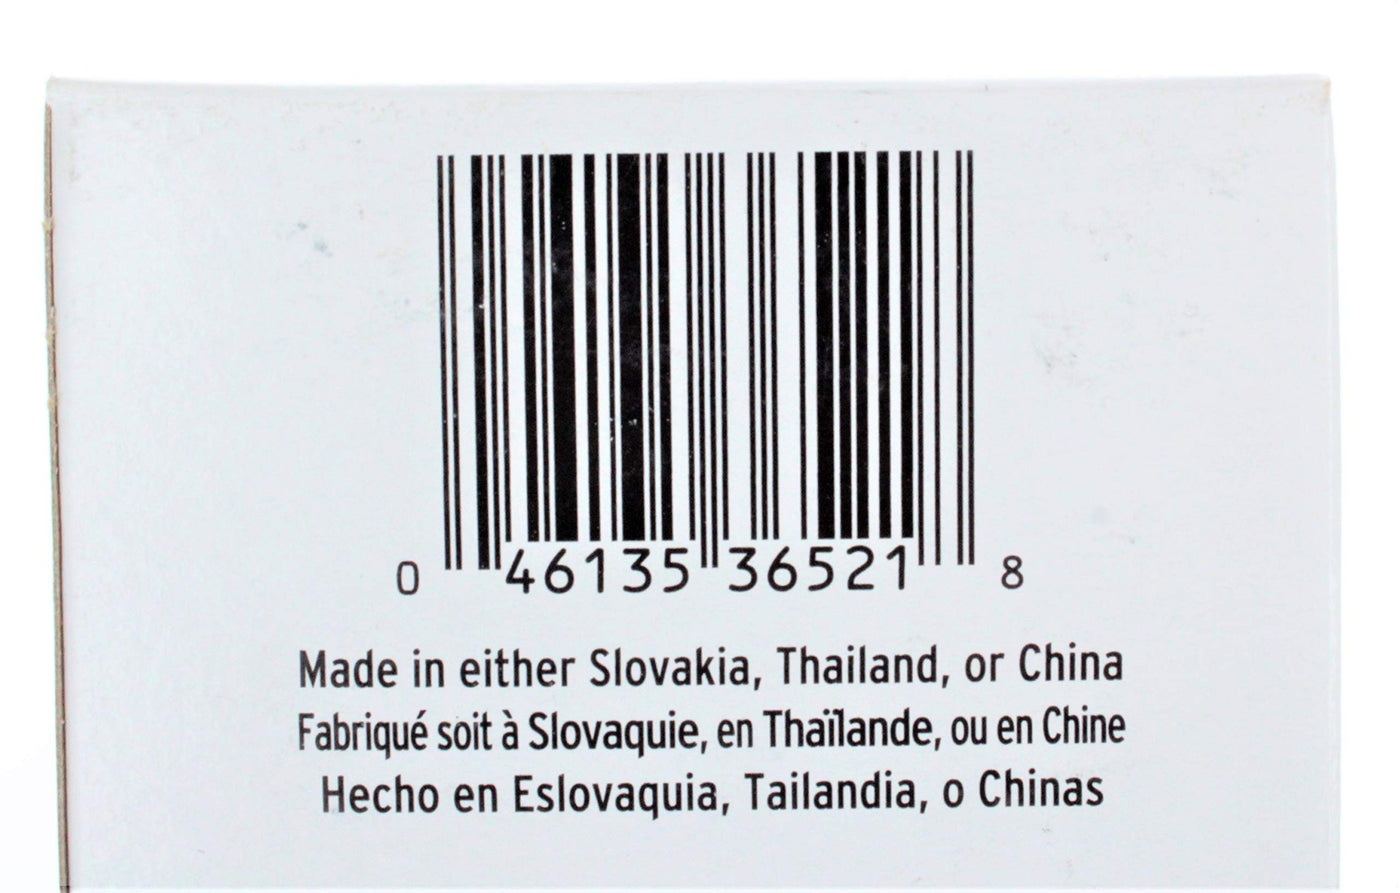 0 46135 36521 8
Made in either Slovakia, Thailand, or China
Fabriqué soit à Slovaquie, en Thaïlande, ou en Chine
Hecho en Eslovaquia, Tailandia, o Chinas